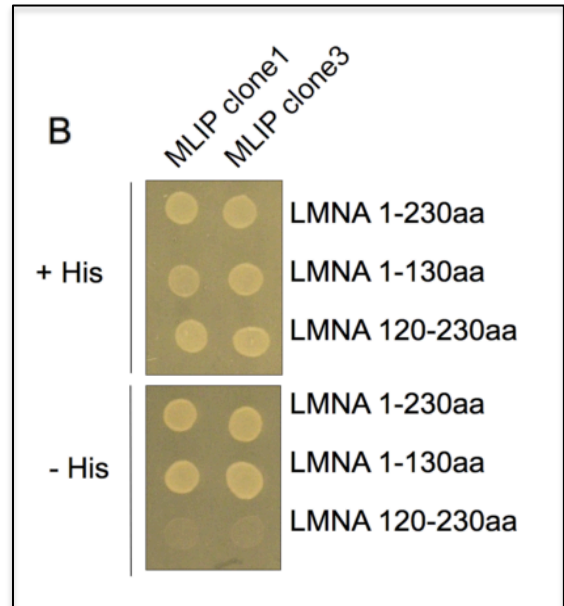 B
MLIP clone1
MLIP clone3
+ His
LMNA 1-230aa
LMNA 1-130aa
LMNA 120-230aa
- His
LMNA 1-230aa
LMNA 1-130aa
LMNA 120-230aa